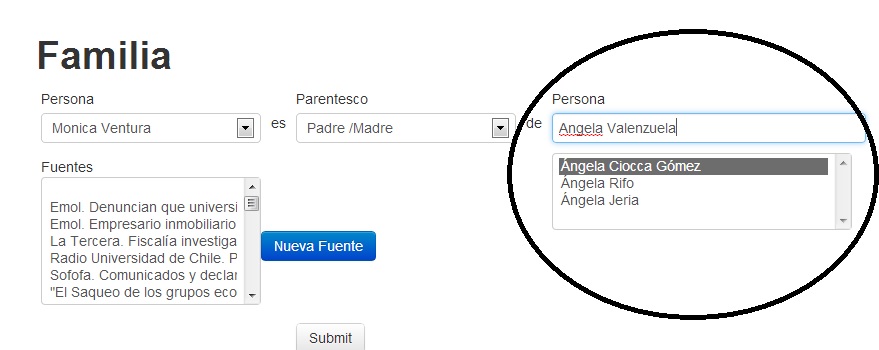 Familia
Persona
Parentesco
Persona
Monica Ventura
es
Padre /Madre
de
Angela Valenzuela
Fuentes
Ángela Ciocca Gómez
Ángela Rifo
Ángela Jeria
Emol. Denuncian que universi
Emol. Empresario inmobiliario
La Tercera. Fiscalía investiga
Radio Universidad de Chile. P
Sofofa. Comunicados y declar
"El Saqueo de los grupos eco
Nueva Fuente
Submit